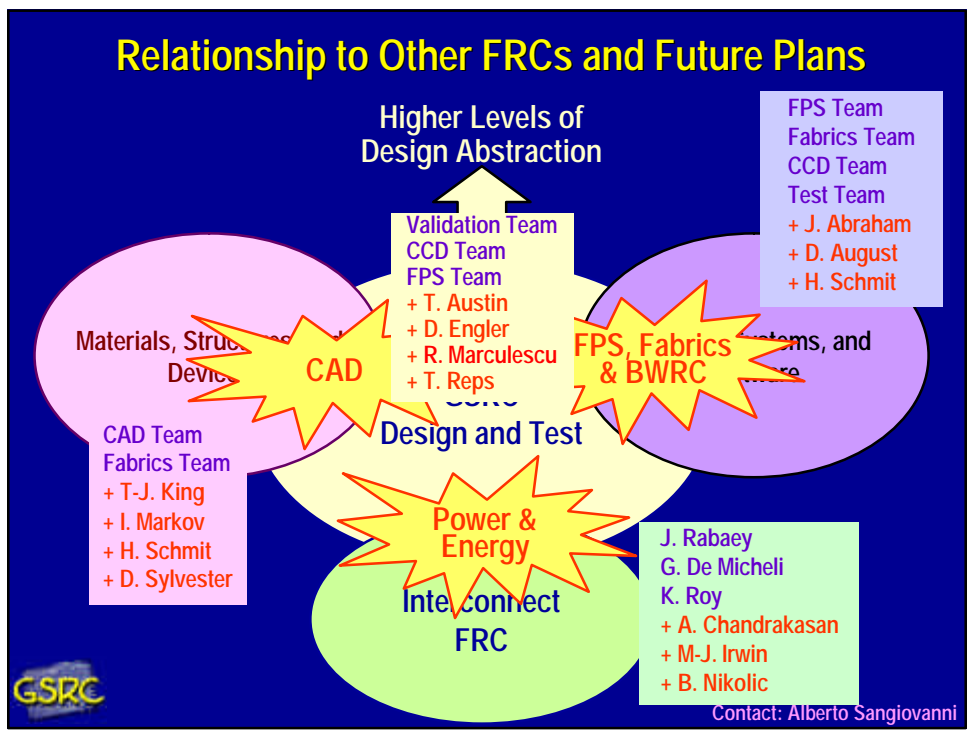 Relationship to Other FRCs and Future Plans
Higher Levels of
Design Abstraction
FPS Team
Fabrics Team
CCD Team
Test Team
+ J. Abraham
+ D. August
+ H. Schmit
Validation Team
CCD Team
FPS Team
+ T. Austin
+ D. Engler
+ R. Marculescu
+ T. Reps
Materials,
CAD
FPS, Fabrics
& BWRC
and
GSRC
Design and Test
CAD Team
Fabrics Team
+ T-J. King
+ I. Markov
+ H. Schmit
+ D. Sylvester
Power &
Energy
Interconnect
FRC
J. Rabaey
G. De Micheli
K. Roy
+ A. Chandrakasan
+ M-J. Irwin
+ B. Nikolic
GSRC
Contact: Alberto Sangiovanni